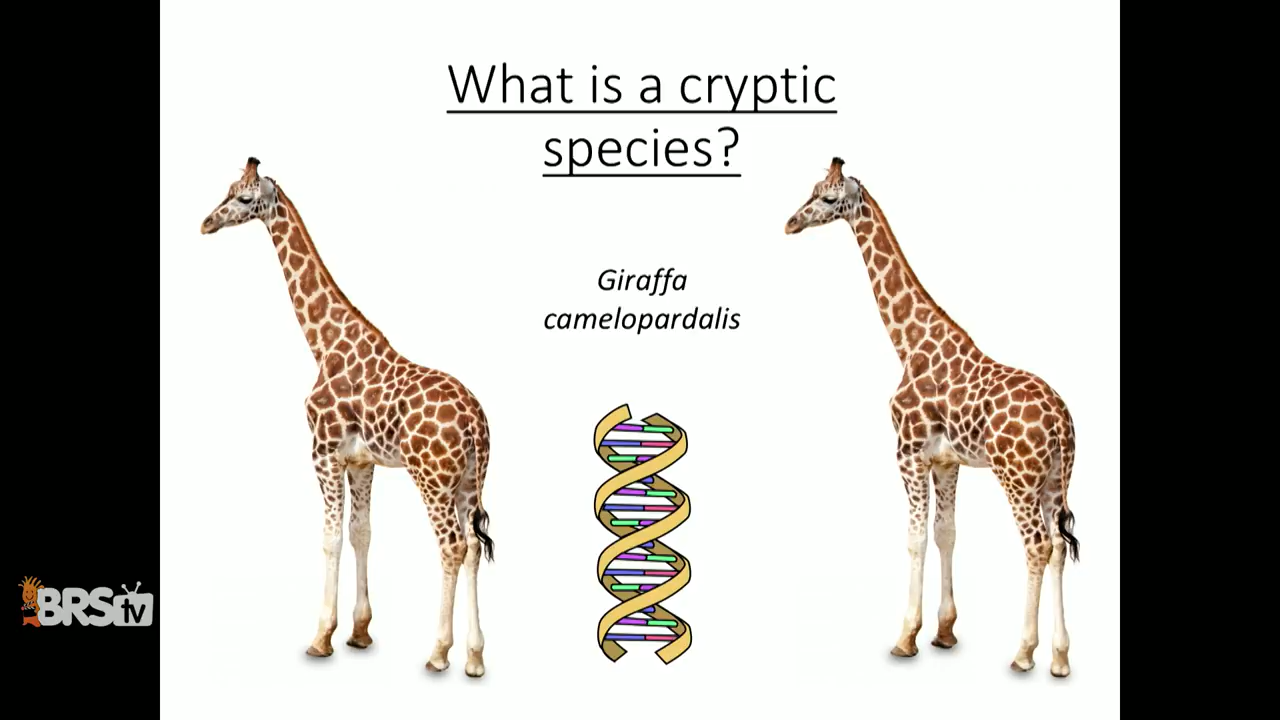 What is a cryptic
species?
Giraffa
camelopardalis
BRStv